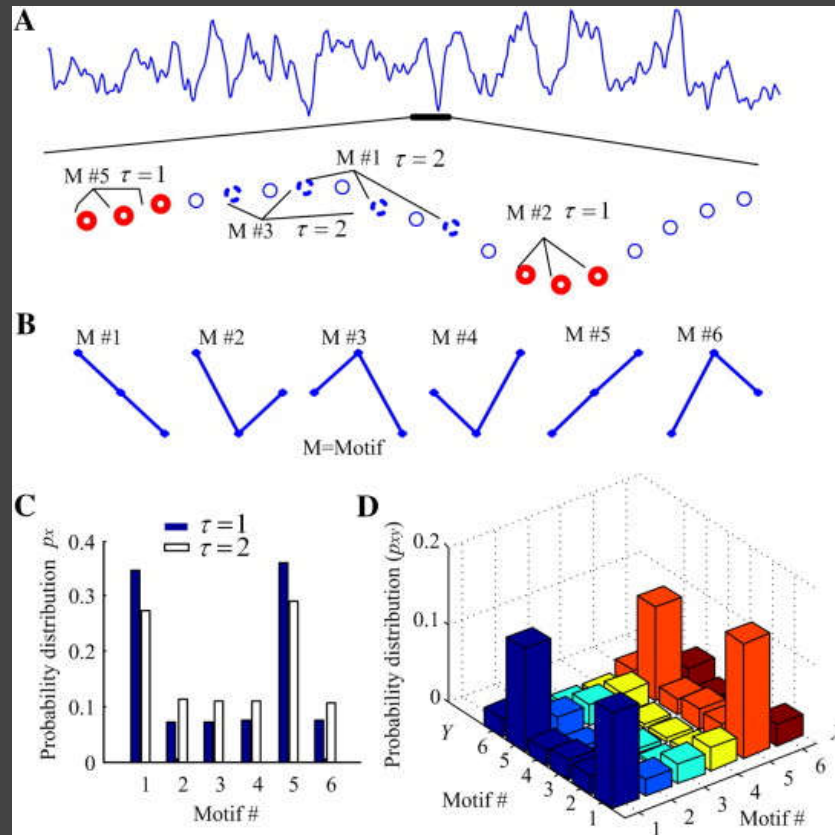 A
M #5 τ = 1
M #1 τ = 2
M #3 τ = 2
M #2 τ = 1
B
M #1 M #2 M #3 M #4 M #5 M #6
M=Motif
C
Probability distribution px
0.4
0.3
0.2
0.1
0
τ = 1
τ = 2
1 2 3 4 5 6
Motif #
D
Probability distribution (pxy)
0.2
0.1
0
Y
6 5 4 3 2 1
Motif #
1 2 3 4 5 6
Motif #